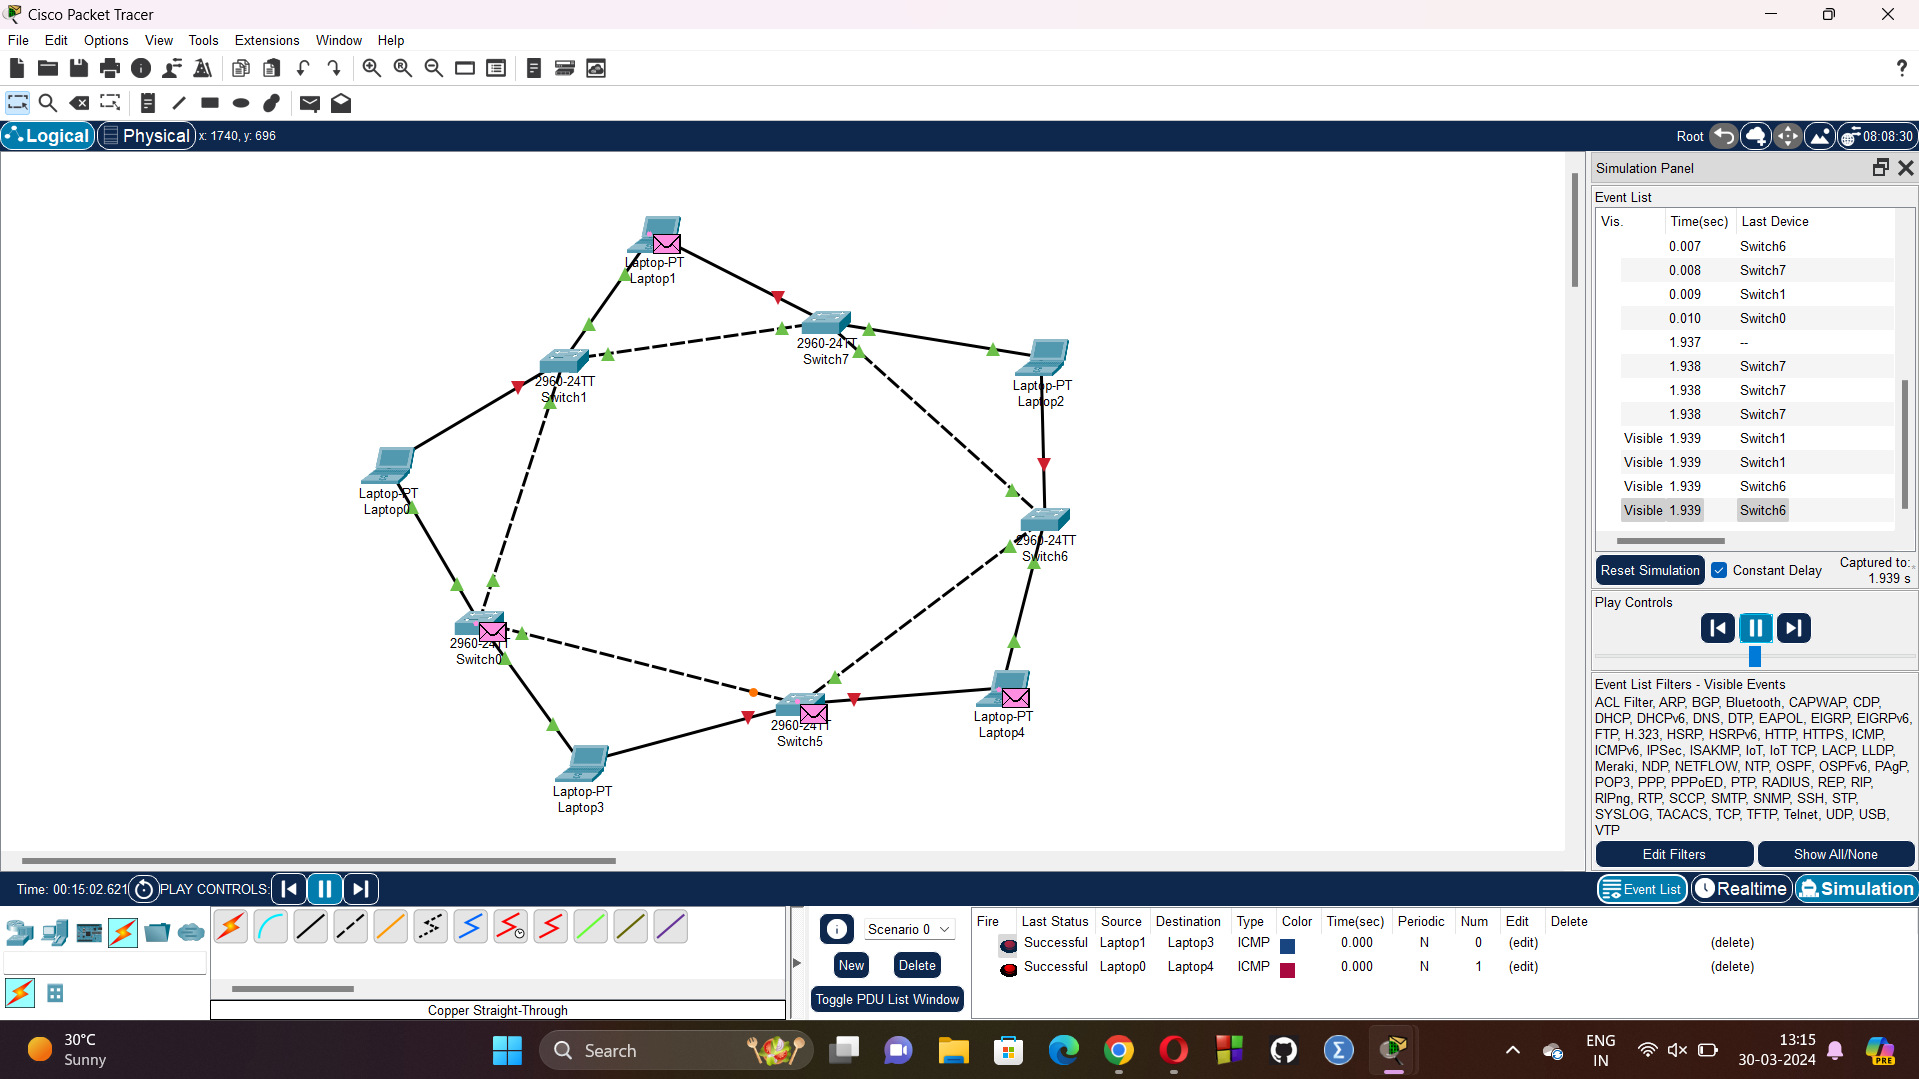 Cisco Packet Tracer
File Edit Options View Tools Extensions Window Help
?
Logical Physical x: 1740, y: 696
Root 08:08:30
Laptop-PT
Laptop1
2960-24TT
Switch7
2960-24TT
Switch1
Laptop-PT
Laptop2
Laptop-PT
Laptop0
2960-24TT
Switch6
2960-24TT
Switch0
Laptop-PT
Laptop4
2960-24TT
Switch5
Laptop-PT
Laptop3
Simulation Panel
Event List
Vis. Time(sec) Last Device
0.007 Switch6
0.008 Switch7
0.009 Switch1
0.010 Switch0
1.937 --
1.938 Switch7
1.938 Switch7
1.938 Switch7
Visible 1.939 Switch1
Visible 1.939 Switch1
Visible 1.939 Switch6
Visible 1.939 Switch6
Reset Simulation Constant Delay Captured to:
1.939 s
Play Controls
Event List Filters - Visible Events
ACL Filter, ARP, BGP, Bluetooth, CAPWAP, CDP,
DHCP, DHCPv6, DNS, DTP, EAPOL, EIGRP, EIGRPv6,
FTP, H.323, HSRP, HSRPv6, HTTP, HTTPS, ICMP,
ICMPv6, IPSec, ISAKMP, IoT, IoT TCP, LACP, LLDP,
Meraki, NDP, NETFLOW, NTP, OSPF, OSPFv6, PAgP,
POP3, PPP, PPPoED, PTP, RADIUS, REP, RIP,
RIPng, RTP, SCCP, SMTP, SNMP, SSH, STP,
SYSLOG, TACACS, TCP, TFTP, Telnet, UDP, USB,
VTP
Edit Filters Show All/None
Time: 00:15:02.621 PLAY CONTROLS: Event List Realtime Simulation
Copper Straight-Through
Scenario 0
New Delete
Toggle PDU List Window
Fire Last Status Source Destination Type Color Time(sec) Periodic Num Edit Delete
Successful Laptop1 Laptop3 ICMP 0.000 N 0 (edit) (delete)
Successful Laptop0 Laptop4 ICMP 0.000 N 1 (edit) (delete)
30°C
Sunny
Search
ENG
IN
13:15
30-03-2024
PRE